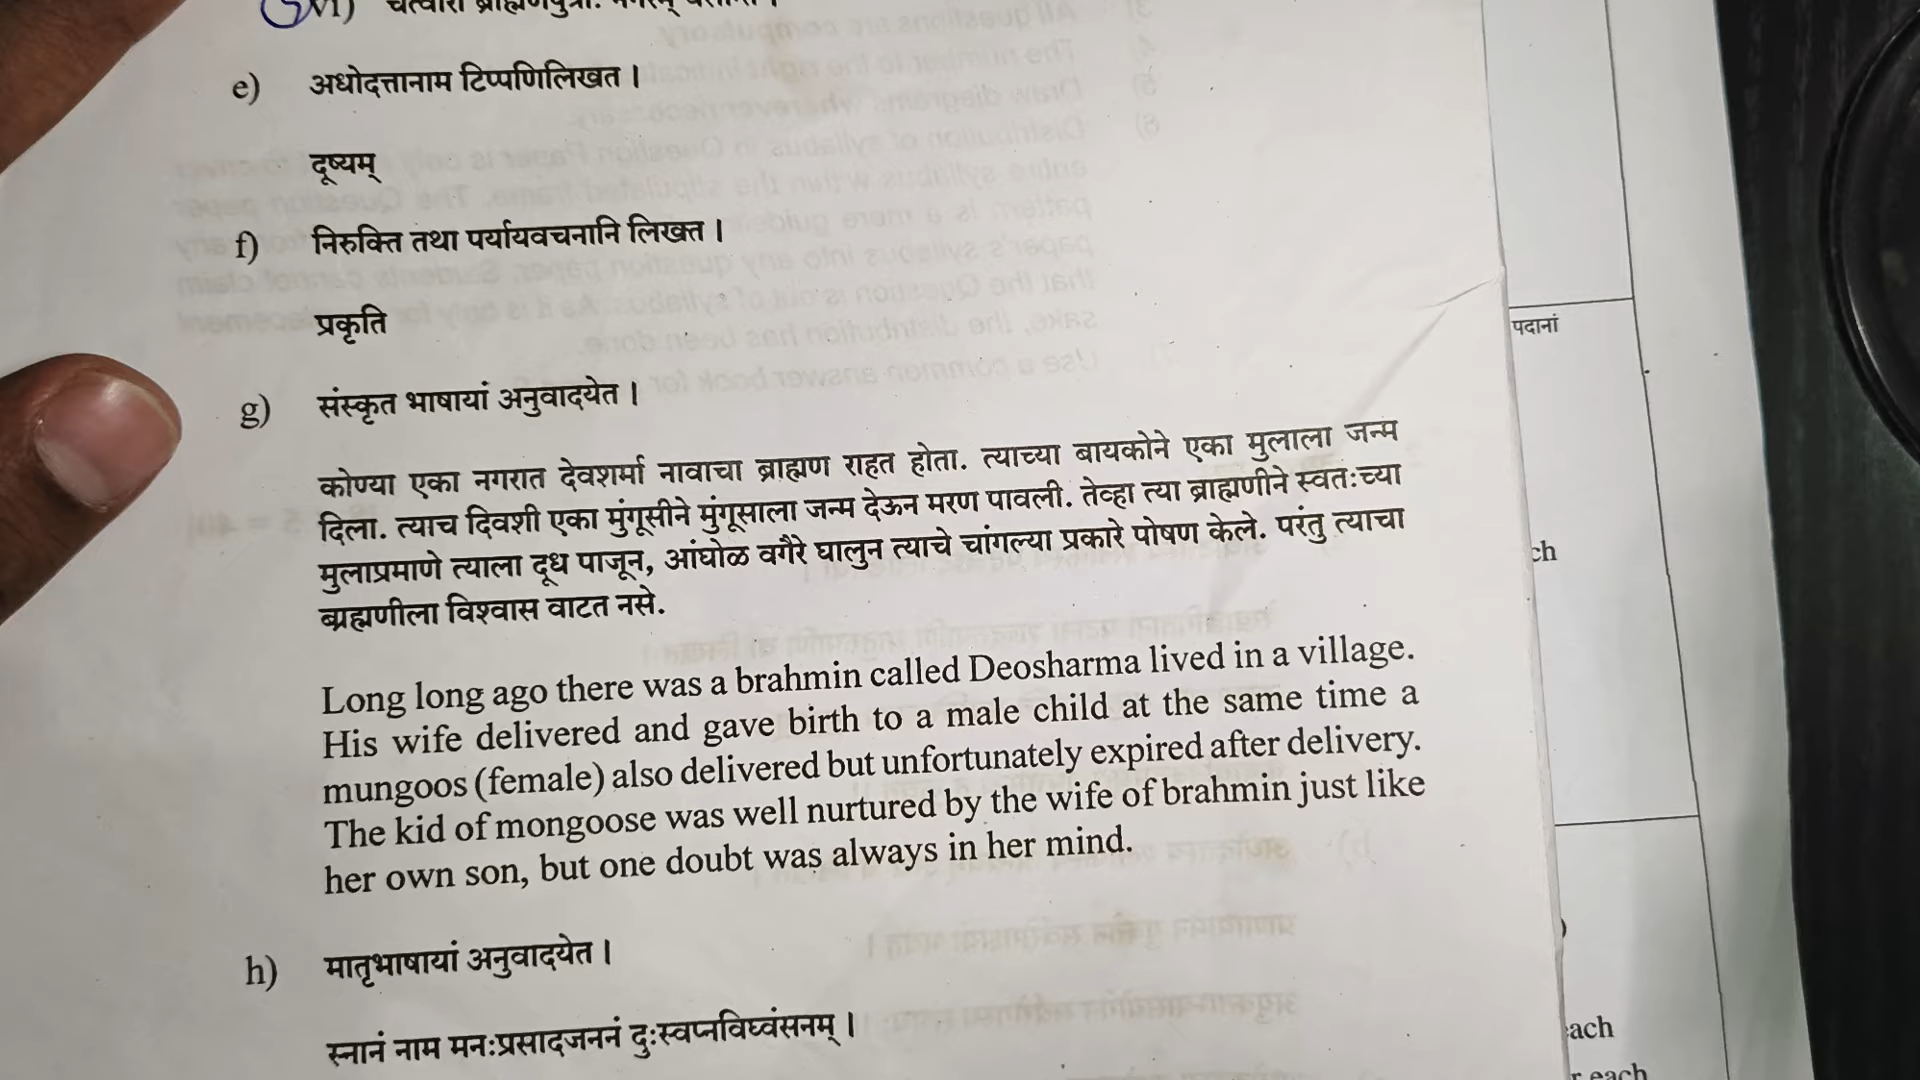 vi) चत्वारो ब्राह्मणपुत्राः नगरम्
e) अधोदत्तानाम टिप्पणिलिखत ।
दूष्यम्
f) निरुक्ति तथा पर्यायवचनानि लिखत ।
प्रकृति
g) संस्कृत भाषायां अनुवादयेत ।
कोण्या एका नगरात देवशर्मा नावाचा ब्राह्मण राहत होता. त्याच्या बायकोने एका मुलाला जन्म
दिला. त्याच दिवशी एका मुंगूसीने मुंगूसाला जन्म देऊन मरण पावली. तेव्हा त्या ब्राह्मणीने स्वतःच्या
मुलाप्रमाणे त्याला दूध पाजून, आंघोळ वगैरे घालुन त्याचे चांगल्या प्रकारे पोषण केले. परंतु त्याचा
ब्राह्मणीला विश्वास वाटत नसे.
Long long ago there was a brahmin called Deosharma lived in a village.
His wife delivered and gave birth to a male child at the same time a
mungoos (female) also delivered but unfortunately expired after delivery.
The kid of mongoose was well nurtured by the wife of brahmin just like
her own son, but one doubt was always in her mind.
h) मातृभाषायां अनुवादयेत ।
स्नानं नाम मनःप्रसादजननं दुःस्वप्नविघ्वंसनम् ।
पदानां
ch
ach
r each